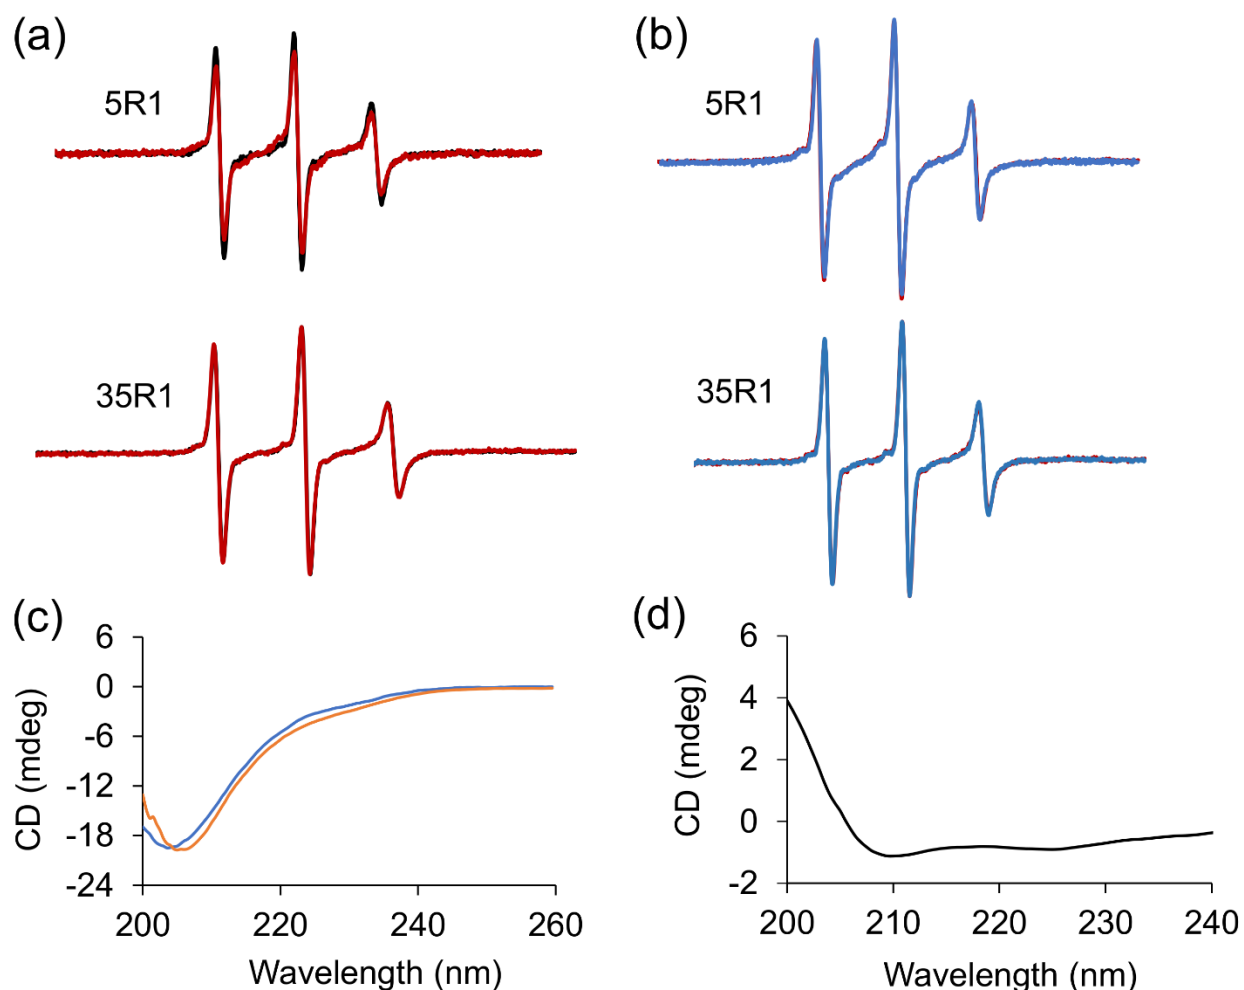 (a)
5R1
35R1
(b)
5R1
35R1
(c)
6
0
-6
-12
-18
-24
CD (mdeg)
200 220 240 260
Wavelength (nm)
(d)
6
4
2
0
-2
CD (mdeg)
200 210 220 230 240
Wavelength (nm)